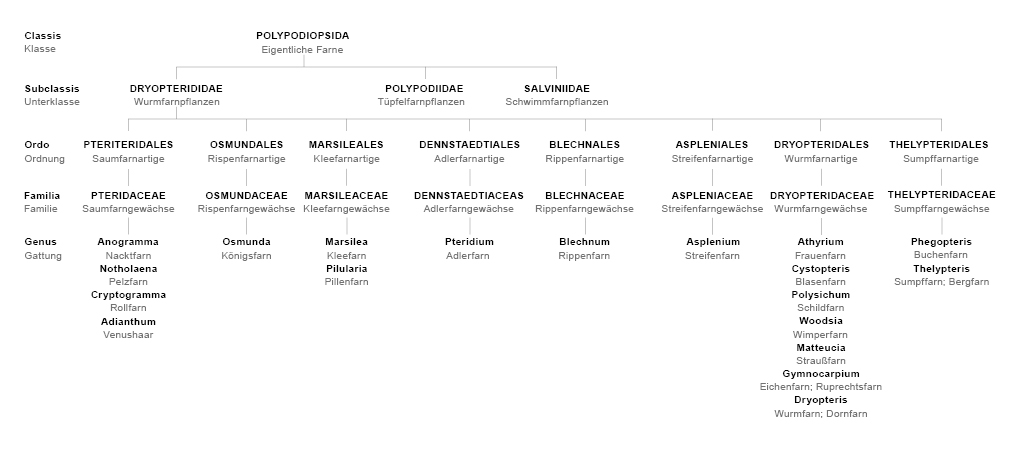 Classis POLYPODIOPSIDA
Klasse Eigentliche Farne
Subclassis DRYOPTERIDIDAE POLYPODIIDAE SALVINIIDAE
Unterklasse Wurmfarnpflanzen Tüpfelfarnpflanzen Schwimmfarnpflanzen
Ordo PTERITERIDALES OSMUNDALES MARSILEALES DENNSTAEDTIALES BLECHNALES ASPLENIALES DRYOPTERIDALES THELYPTERIDALES
Ordnung Saumfarnartige Rispenfarnartige Kleefarnartige Adlerfarnartige Rippenfarnartige Streifenfarnartige Wurmfarnartige Sumpffarnartige
Familia PTERIDACEAE OSMUNDACEAE MARSILEACEAE DENNSTAEDTIACEAS BLECHNACEAE ASPLENIACEAE DRYOPTERIDACEAE THELYPTERIDACEAE
Familie Saumfarngewächse Rispenfarngewächse Kleefarngewächse Adlerfarngewächse Rippenfarngewächse Streifenfarngewächse Wurmfarngewächse Sumpffarngewächse
Genus Anogramma Osmunda Marsilea Pteridium Blechnum Asplenium Athyrium Phegopteris
Gattung Nacktfarn Königsfarn Kleefarn Adlerfarn Rippenfarn Streifenfarn Frauenfarn Buchenfarn
Notholaena Pilularia Cystopteris Thelypteris
Pelzfarn Pillenfarn Blasenfarn Sumpffarn; Bergfarn
Cryptogramma Polysichum
Rollfarn Schildfarn
Adianthum Woodsia
Venushaar Wimperfarn
Matteucia
Straußfarn
Gymnocarpium
Eichenfarn; Ruprechtsfarn
Dryopteris
Wurmfarn; Dornfarn